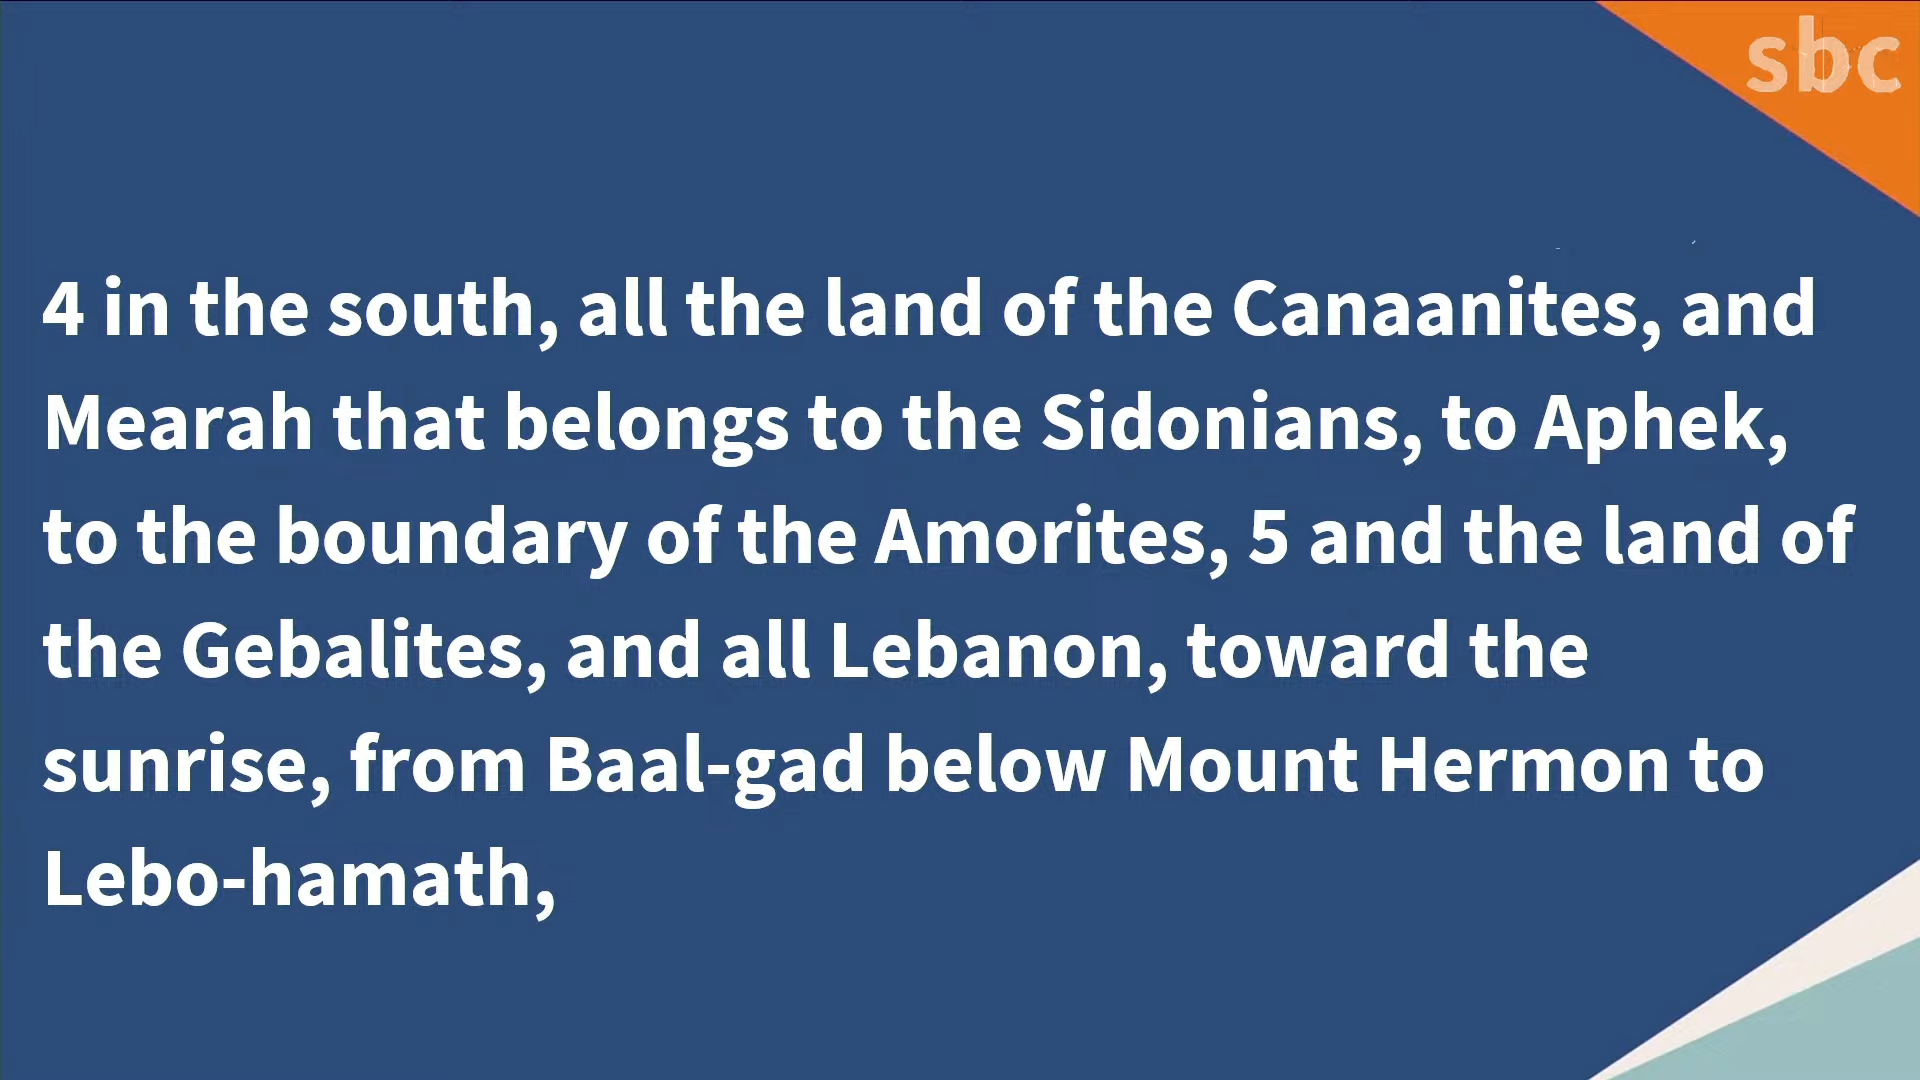 sbc
4 in the south, all the land of the Canaanites, and
Mearah that belongs to the Sidonians, to Aphek,
to the boundary of the Amorites, 5 and the land of
the Gebalites, and all Lebanon, toward the
sunrise, from Baal-gad below Mount Hermon to
Lebo-hamath,